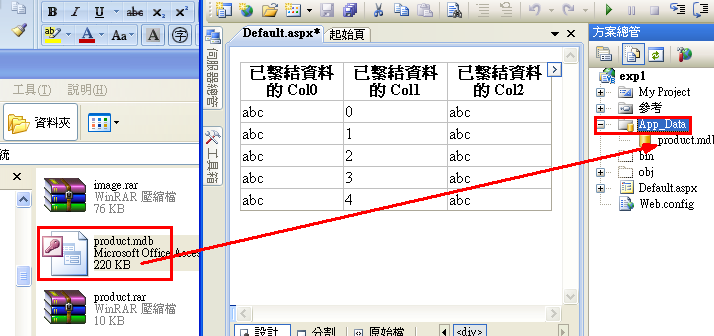 B I U
ab A Aa A A 字
工具(T) 說明(H)
資料夾
統
image.rar
WinRAR 壓縮檔
76 KB
product.mdb
Microsoft Office Acces
220 KB
product.rar
WinRAR 壓縮檔
10 KB
伺服器總管
工具箱
Default.aspx* 起始頁
已繫結資料的 Col0 已繫結資料的 Col1 已繫結資料的 Col2
abc 0 abc
abc 1 abc
abc 2 abc
abc 3 abc
abc 4 abc
設計 分割 原始檔 <div>
方案總管
exp1
My Project
參考
App_Data
product.mdb
bin
obj
Default.aspx
Web.config